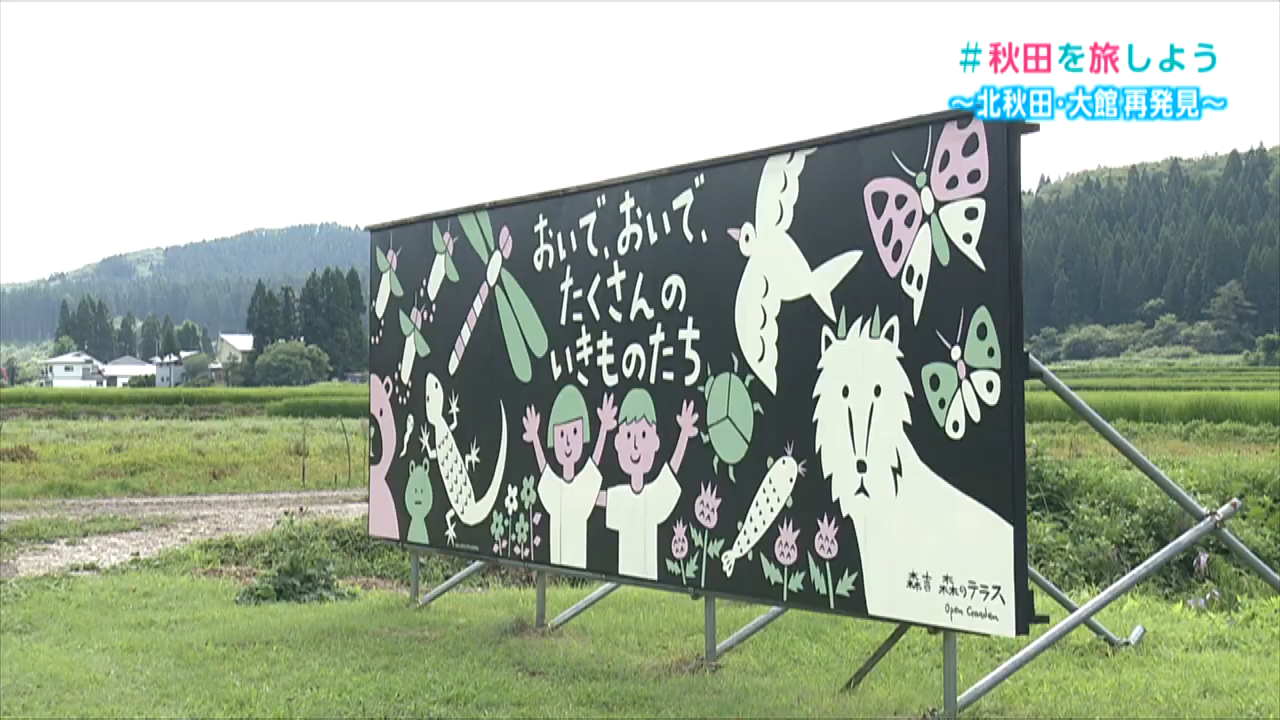 #秋田を旅しよう
~北秋田・大館 再発見~
おいで、おいで、
たくさんの
いきものたち
森吉 森のテラス
Open Garden